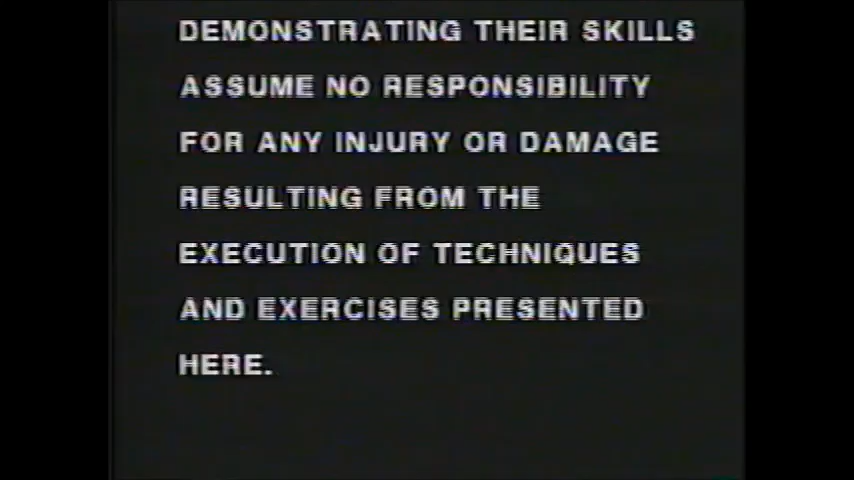 DEMONSTRATING THEIR SKILLS
ASSUME NO RESPONSIBILITY
FOR ANY INJURY OR DAMAGE
RESULTING FROM THE
EXECUTION OF TECHNIQUES
AND EXERCISES PRESENTED
HERE.